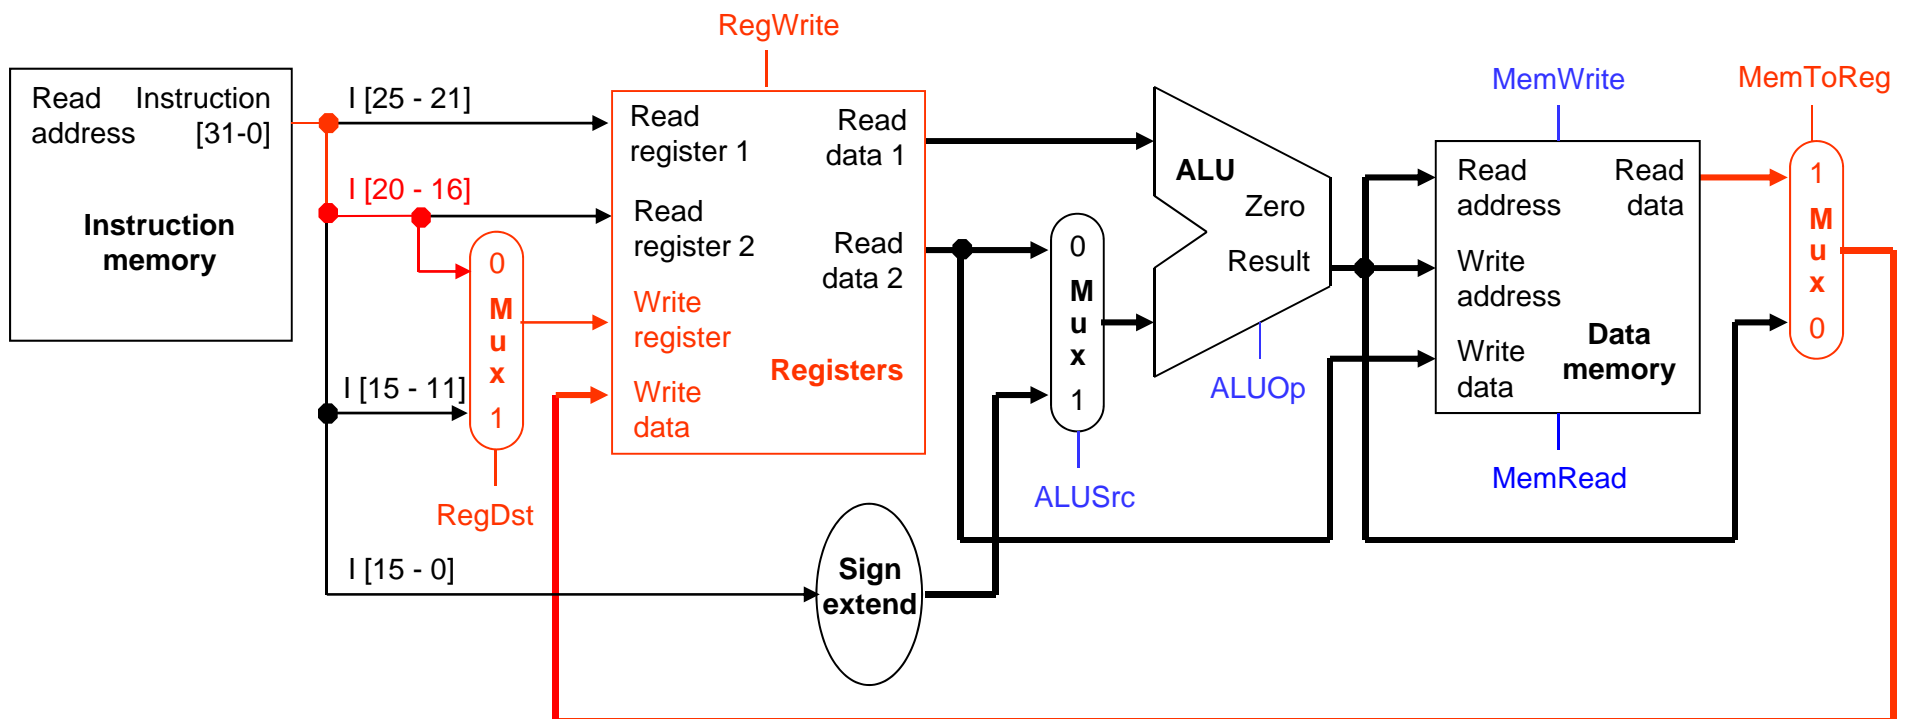 RegWrite
Read Instruction
address [31-0]
Instruction
memory
I [25 - 21]
I [20 - 16]
I [15 - 11]
I [15 - 0]
0
M
u
x
1
RegDst
Read
register 1
Read
register 2
Write
register
Write
data
Read
data 1
Read
data 2
Registers
Sign
extend
0
M
u
x
1
ALUSrc
ALU
Zero
Result
ALUOp
MemWrite
Read
address
Write
address
Write
data
Read
data
Data
memory
MemRead
MemToReg
1
M
u
x
0